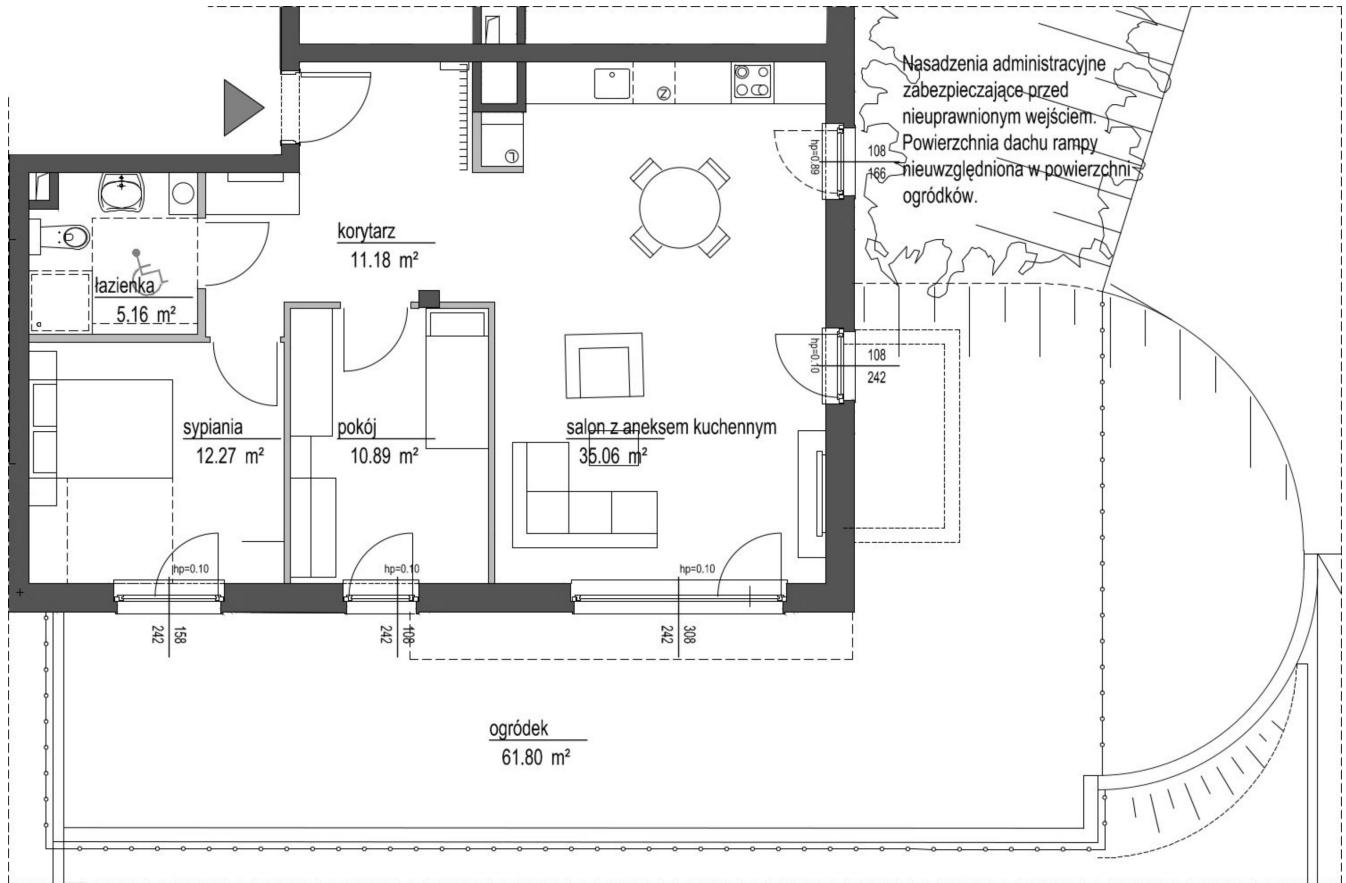 Nasadzenia administracyjne
zabezpieczające przed
nieuprawnionym wejściem.
Powierzchnia dachu rampy
nieuwzględniona w powierzchni
ogródków.
Z
L
hp=0.89
108
166
korytarz
11.18 m²
łazienka
5.16 m²
hp=0.10
108
242
sypiania
12.27 m²
pokój
10.89 m²
salon z aneksem kuchennym
35.06 m²
hp=0.10
hp=0.10
hp=0.10
158
242
108
242
308
242
ogródek
61.80 m²